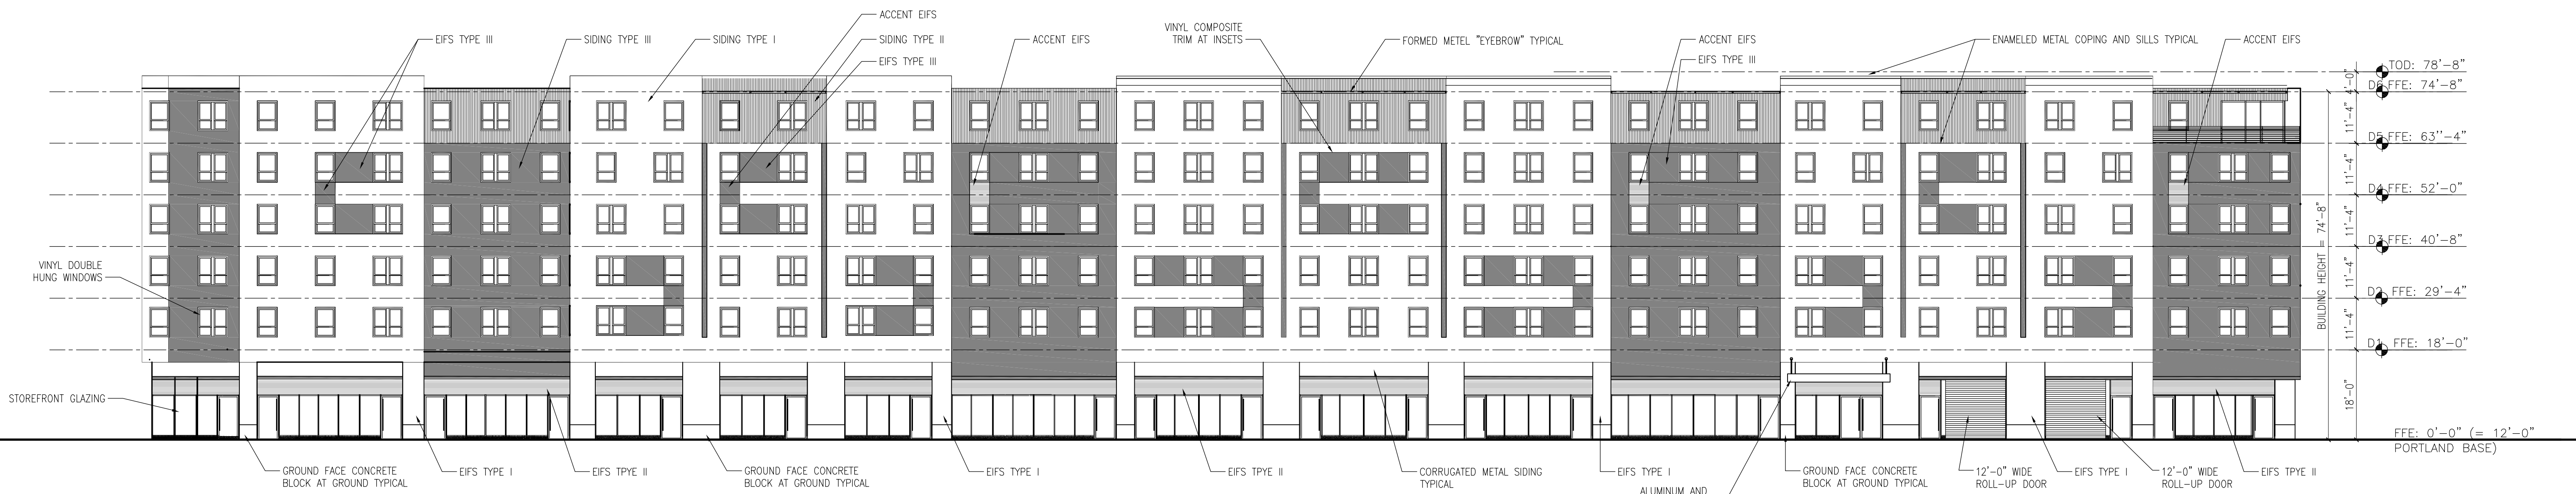 ACCENT EIFS
EIFS TYPE III
SIDING TYPE III
SIDING TYPE I
SIDING TYPE II
EIFS TYPE III
ACCENT EIFS
VINYL COMPOSITE
TRIM AT INSETS
FORMED METEL "EYEBROW" TYPICAL
ACCENT EIFS
EIFS TYPE III
ENAMELED METAL COPING AND SILLS TYPICAL
ACCENT EIFS
TOD: 78'-8"
D6 FFE: 74'-8"
D5 FFE: 63''-4"
D4 FFE: 52'-0"
D3 FFE: 40'-8"
D2 FFE: 29'-4"
D1 FFE: 18'-0"
FFE: 0'-0" (= 12'-0"
PORTLAND BASE)
4'-0"
11'-4"
11'-4"
11'-4"
11'-4"
11'-4"
18'-0"
BUILDING HEIGHT = 74'-8"
VINYL DOUBLE
HUNG WINDOWS
STOREFRONT GLAZING
GROUND FACE CONCRETE
BLOCK AT GROUND TYPICAL
EIFS TYPE I
EIFS TPYE II
GROUND FACE CONCRETE
BLOCK AT GROUND TYPICAL
EIFS TYPE I
EIFS TPYE II
CORRUGATED METAL SIDING
TYPICAL
EIFS TYPE I
ALUMINUM AND
GROUND FACE CONCRETE
BLOCK AT GROUND TYPICAL
12'-0" WIDE
ROLL-UP DOOR
EIFS TYPE I
12'-0" WIDE
ROLL-UP DOOR
EIFS TPYE II